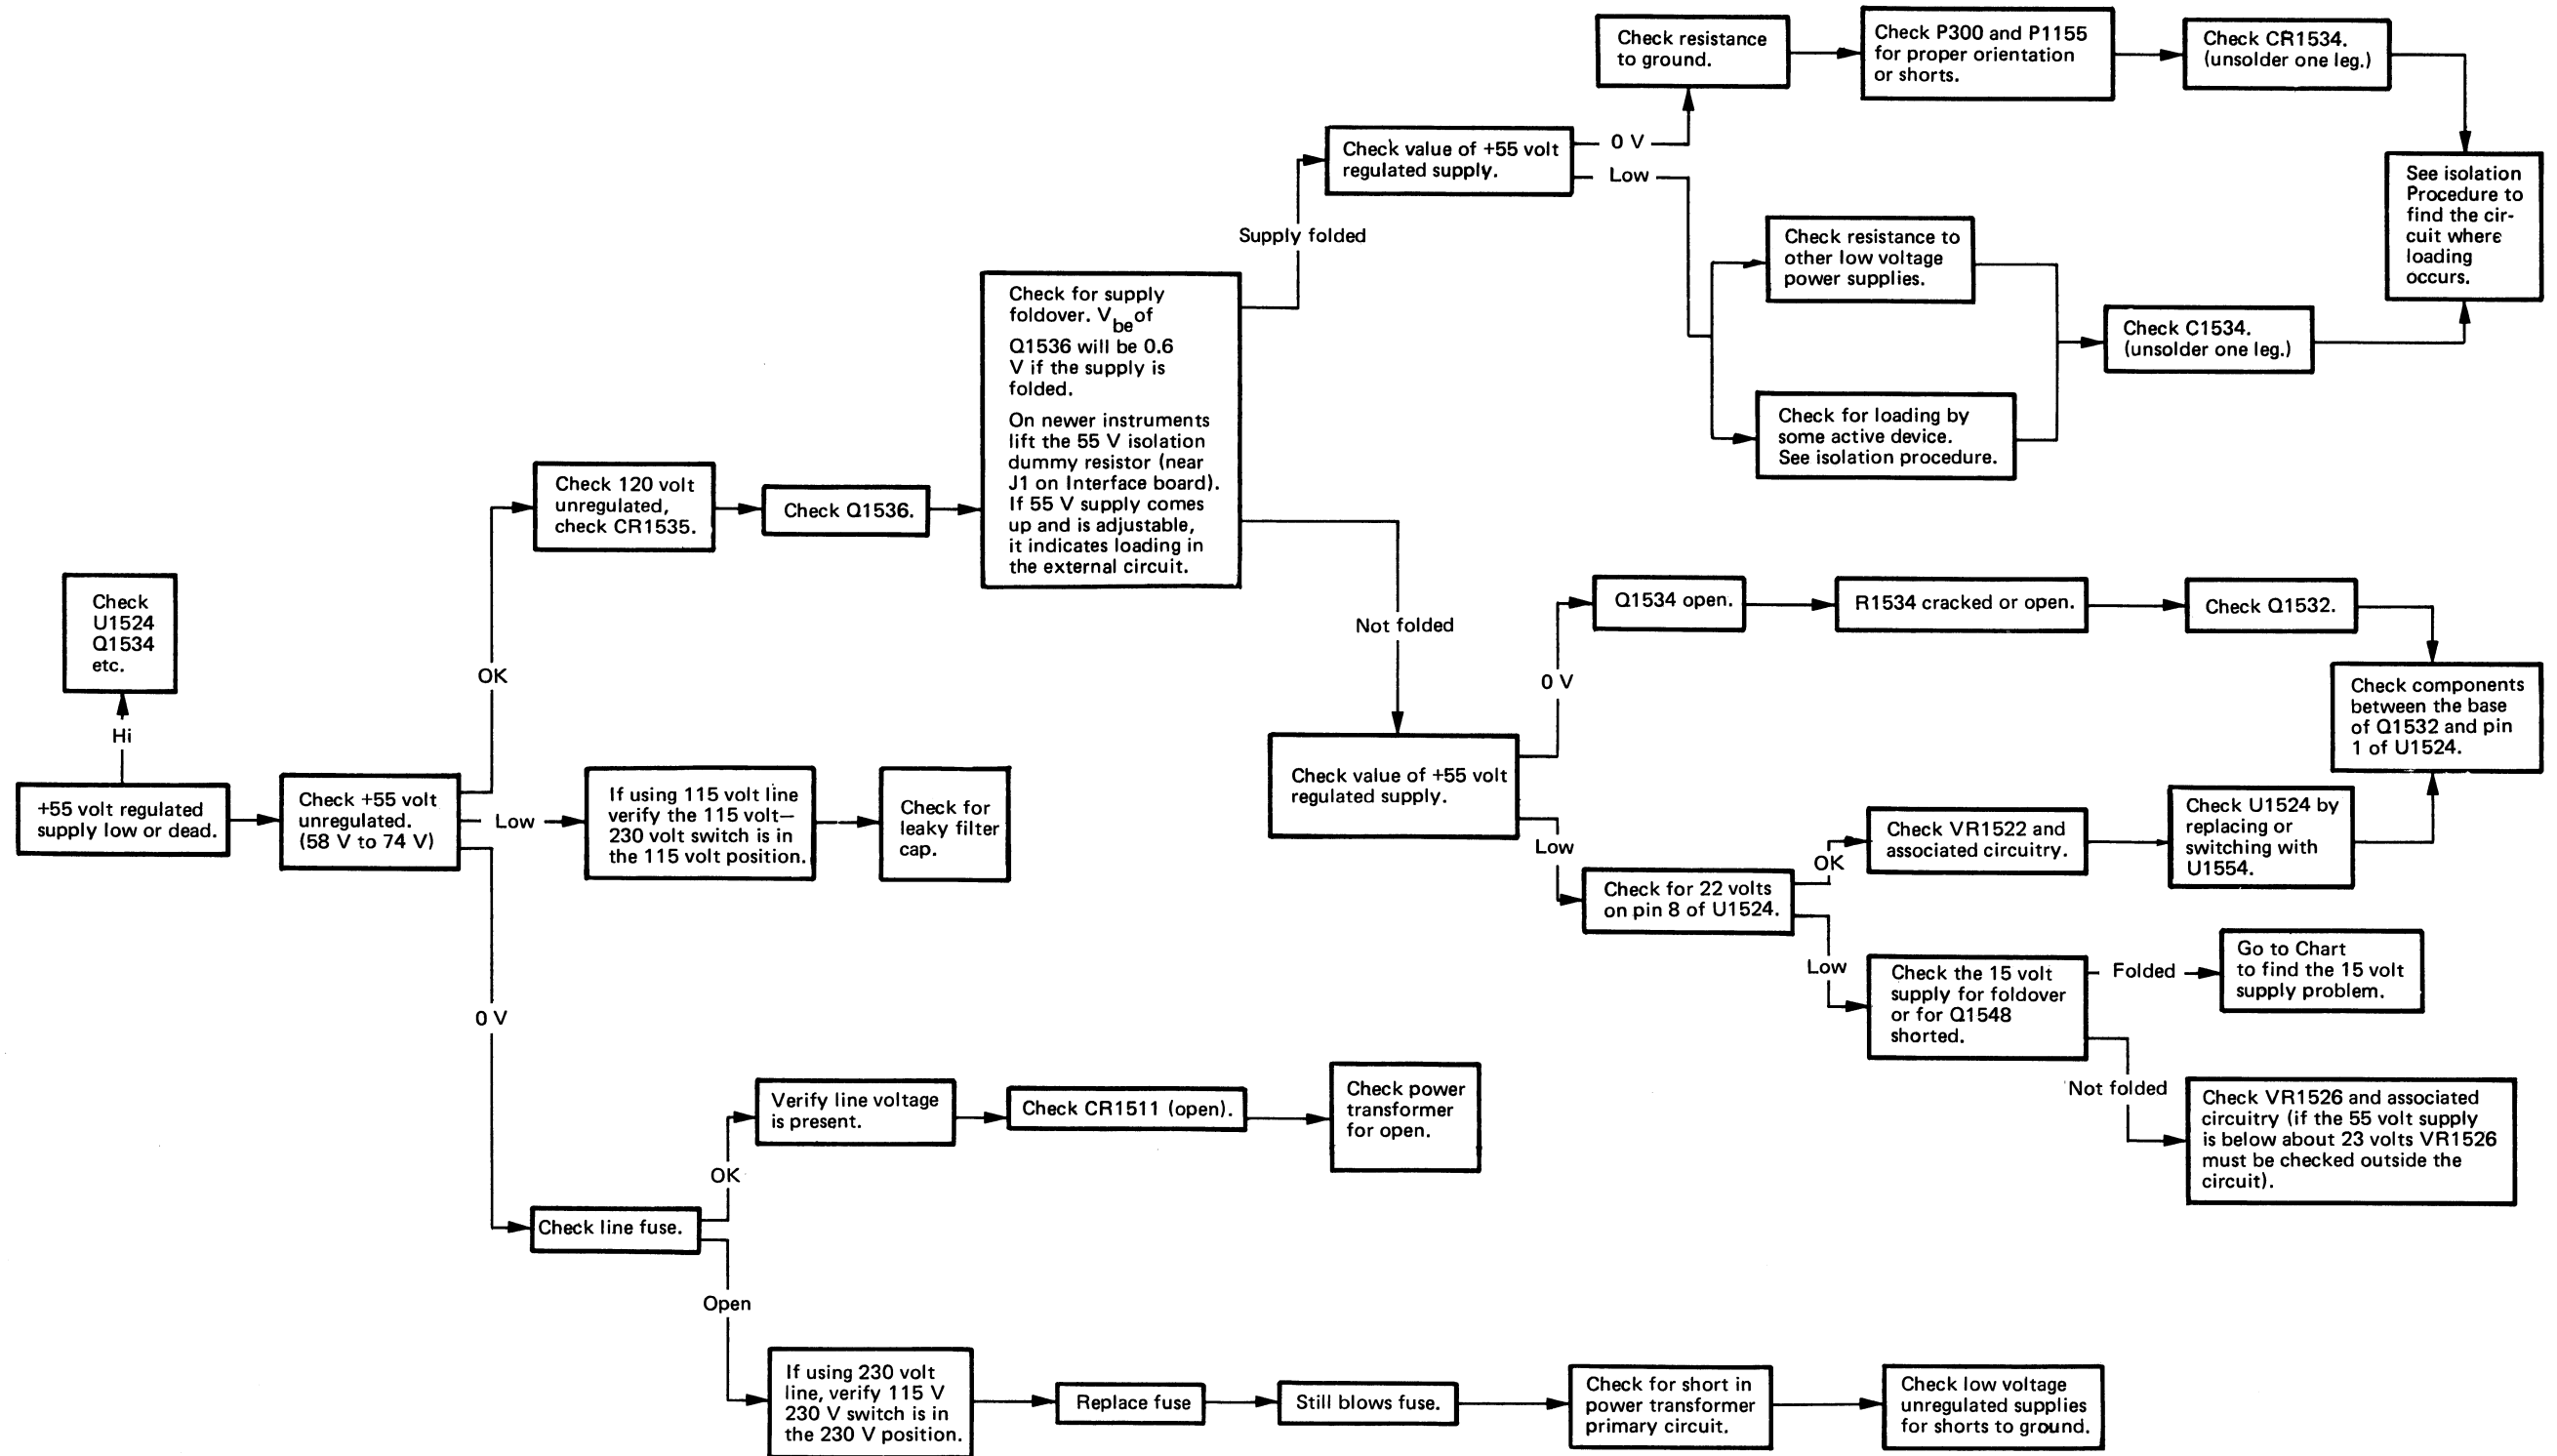 Check resistance
to ground.
Check P300 and P1155
for proper orientation
or shorts.
Check CR1534.
(unsolder one leg.)
Check value of +55 volt
regulated supply.
0 V
Low
See isolation
Procedure to
find the cir-
cuit where
loading
occurs.
Supply folded
Check resistance to
other low voltage
power supplies.
Check C1534.
(unsolder one leg.)
Check for loading by
some active device.
See isolation procedure.
Check for supply
foldover. Vbe of
Q1536 will be 0.6
V if the supply is
folded.
On newer instruments
lift the 55 V isolation
dummy resistor (near
J1 on Interface board).
If 55 V supply comes
up and is adjustable,
it indicates loading in
the external circuit.
Check 120 volt
unregulated,
check CR1535.
Check Q1536.
Check
U1524
Q1534
etc.
Hi
OK
Not folded
0 V
Q1534 open.
R1534 cracked or open.
Check Q1532.
Check components
between the base
of Q1532 and pin
1 of U1524.
+55 volt regulated
supply low or dead.
Check +55 volt
unregulated.
(58 V to 74 V)
Low
If using 115 volt line
verify the 115 volt—
230 volt switch is in
the 115 volt position.
Check for
leaky filter
cap.
Check value of +55 volt
regulated supply.
Low
Check for 22 volts
on pin 8 of U1524.
OK
Check VR1522 and
associated circuitry.
Check U1524 by
replacing or
switching with
U1554.
Low
Check the 15 volt
supply for foldover
or for Q1548
shorted.
Folded
Go to Chart
to find the 15 volt
supply problem.
Not folded
Check VR1526 and associated
circuitry (if the 55 volt supply
is below about 23 volts VR1526
must be checked outside the
circuit).
0 V
Check line fuse.
OK
Verify line voltage
is present.
Check CR1511 (open).
Check power
transformer
for open.
Open
If using 230 volt
line, verify 115 V
230 V switch is in
the 230 V position.
Replace fuse
Still blows fuse.
Check for short in
power transformer
primary circuit.
Check low voltage
unregulated supplies
for shorts to ground.